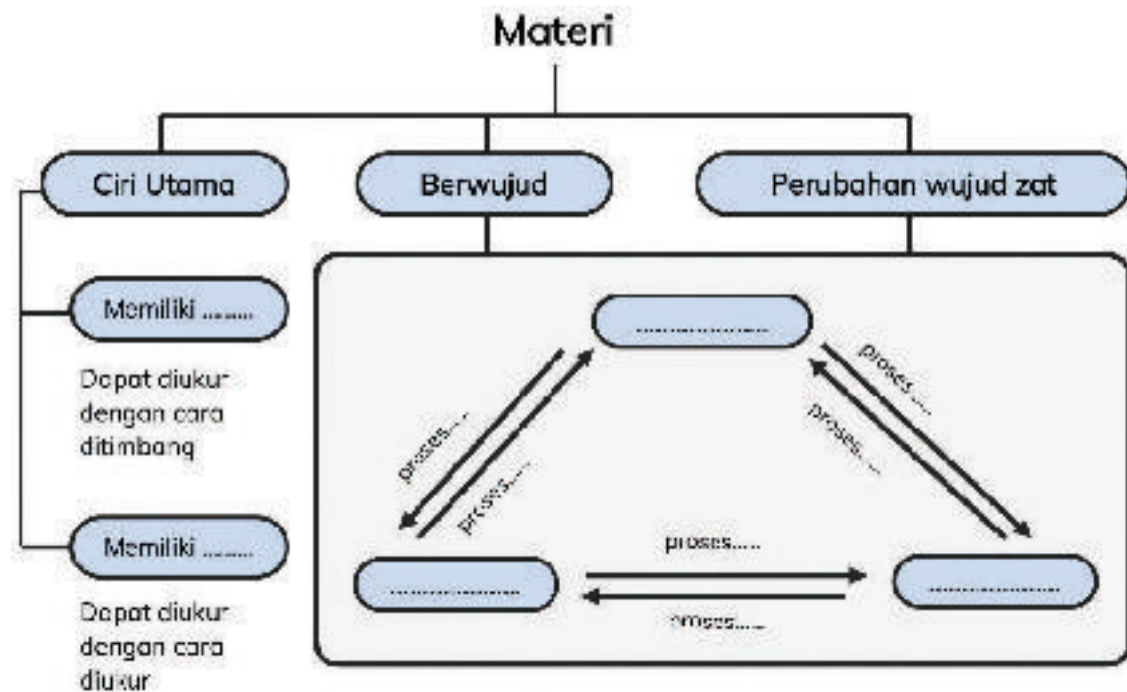 Materi
Ciri Utama
Berwujud
Perubahan wujud zat
Memiliki .........
Dapat diukur
dengan cara
ditimbang
Memiliki .........
Dapat diukur
dengan cara
diukur
.......................
proses.....
proses.....
proses.....
proses.....
.......................
proses.....
proses.....
.......................